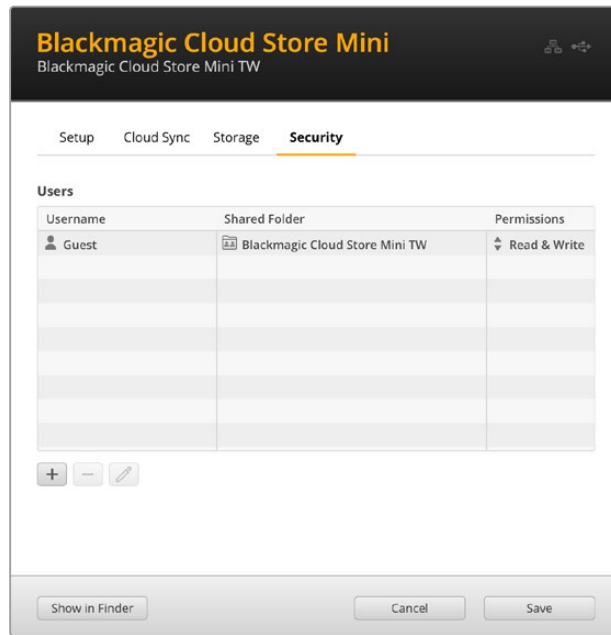 Blackmagic Cloud Store Mini
Blackmagic Cloud Store Mini TW
Setup Cloud Sync Storage Security
Users
Username Shared Folder Permissions
Guest Blackmagic Cloud Store Mini TW Read & Write
Show in Finder Cancel Save